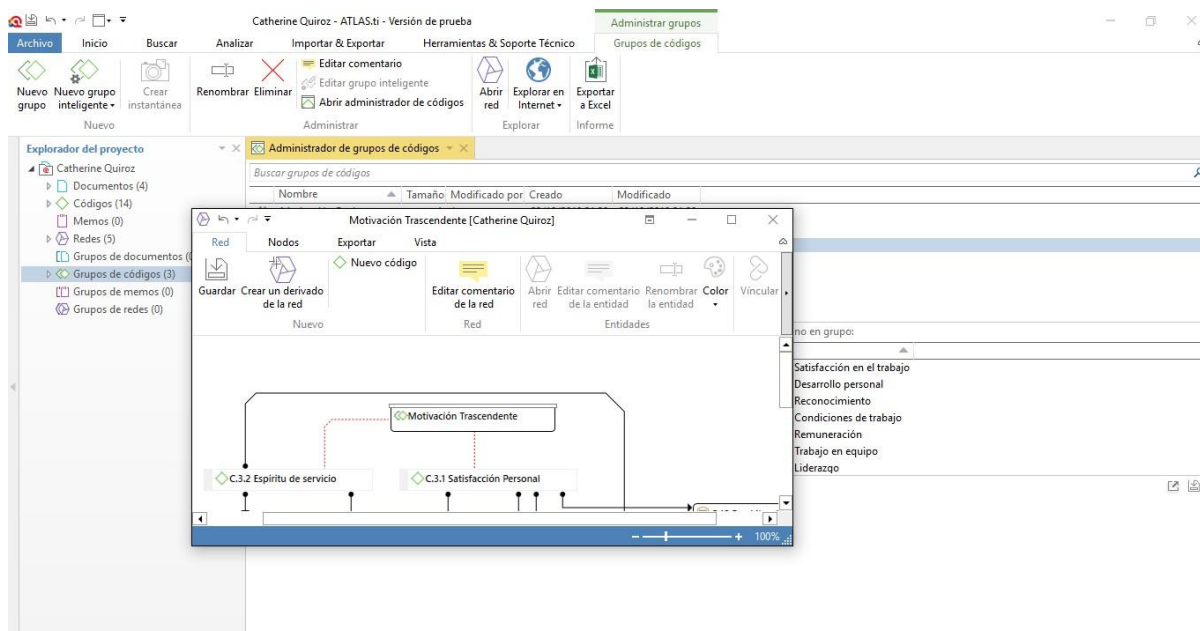 Catherine Quiroz - ATLAS.ti - Versión de prueba
Administrar grupos
Archivo Inicio Buscar Analizar Importar & Exportar Herramientas & Soporte Técnico Grupos de códigos
Nuevo grupo
Nuevo grupo inteligente
Crear instantánea
Renombrar Eliminar
Editar comentario
Editar grupo inteligente
Abrir administrador de códigos
Abrir red
Explorar en Internet
Exportar a Excel
Nuevo Administrar Explorar Informe
Explorador del proyecto
Administrador de grupos de códigos
Catherine Quiroz
Documentos (4)
Códigos (14)
Memos (0)
Redes (5)
Grupos de documentos (0
Grupos de códigos (3)
Grupos de memos (0)
Grupos de redes (0)
Buscar grupos de códigos
Nombre Tamaño Modificado por Creado Modificado
Motivación Trascendente [Catherine Quiroz]
Red Nodos Exportar Vista
Guardar
Crear un derivado de la red
Nuevo código
Editar comentario de la red
Abrir red
Editar comentario de la entidad
Renombrar la entidad
Color
Víncular
Nuevo Red Entidades
Motivación Trascendente
C.3.2 Espiritu de servicio
C.3.1 Satisfacción Personal
100%
no en grupo:
Satisfacción en el trabajo
Desarrollo personal
Reconocimiento
Condiciones de trabajo
Remuneración
Trabajo en equipo
Liderazgo